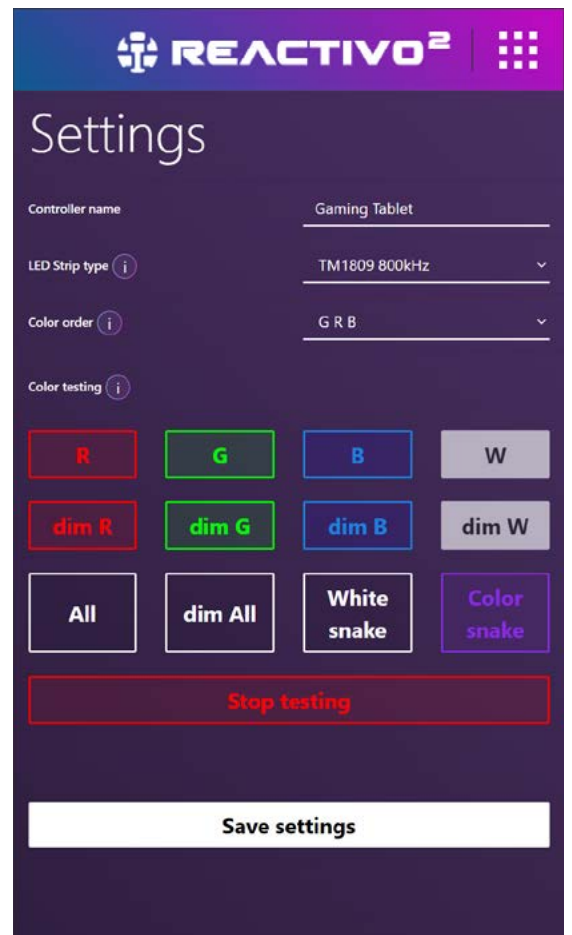 REACTIVO²
Settings
Controller name
Gaming Tablet
LED Strip type i
TM1809 800kHz
Color order i
G R B
Color testing i
R G B W
dim R dim G dim B dim W
All dim All White snake Color snake
Stop testing
Save settings